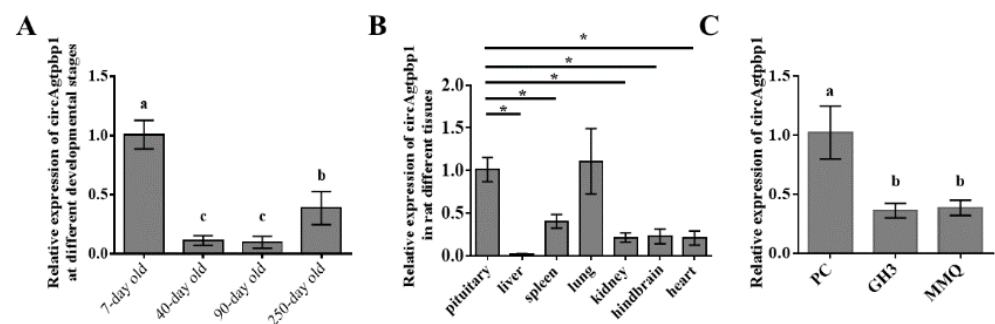 A
Relative expression of circAgtpbp1
at different developmental stages
1.5
1.0
0.5
0.0
a
c
c
b
7-day old
40-day old
90-day old
250-day old
B
Relative expression of circAgtpbp1
in rat different tissues
2.0
1.5
1.0
0.5
0.0
*
*
*
*
*
pituitary
liver
spleen
lung
kidney
hindbrain
heart
C
Relative expression of circAgtpbp1
1.5
1.0
0.5
0.0
a
b
b
PC
GH3
MMQ